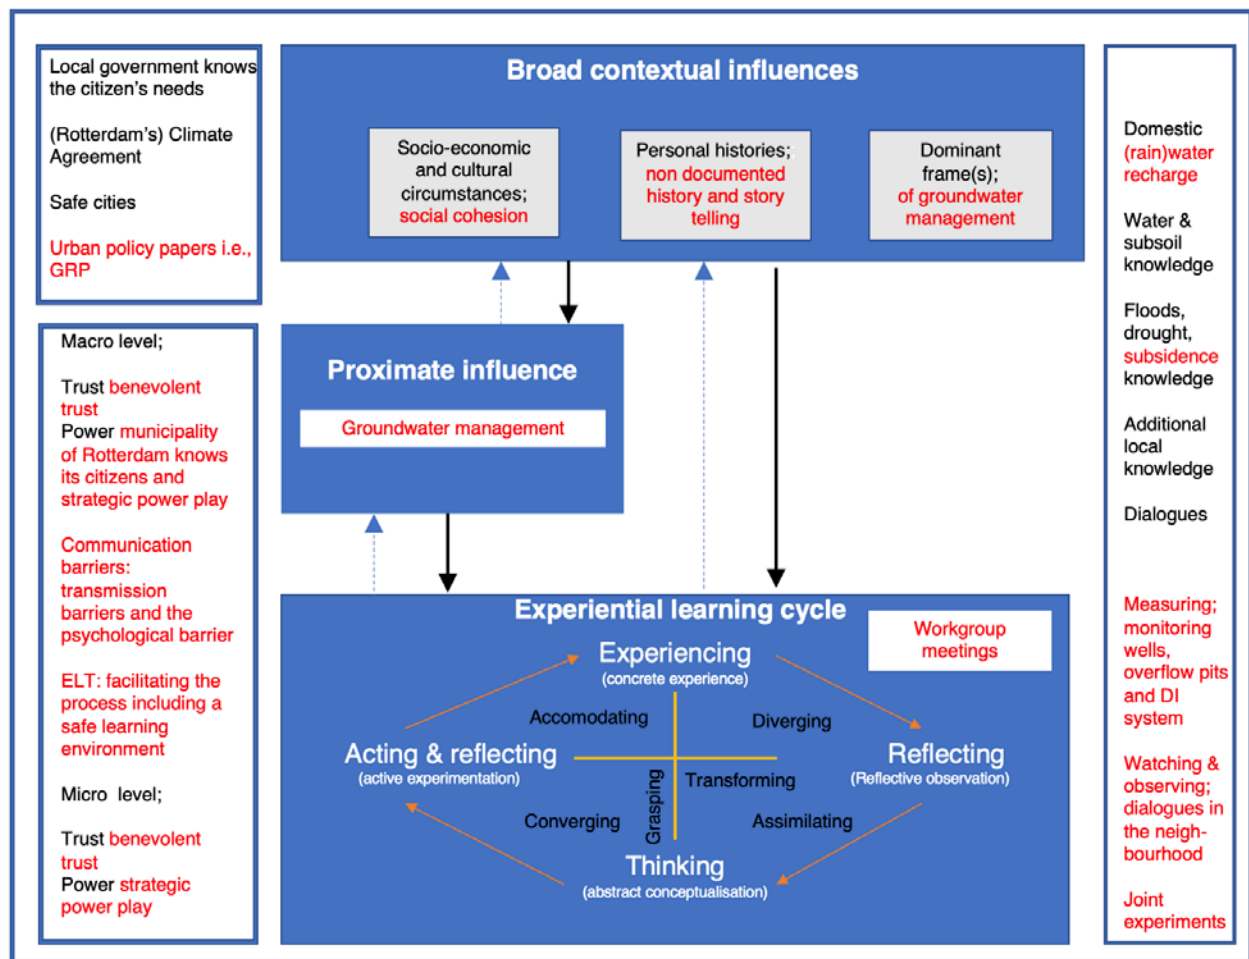 Local government knows
the citizen's needs
(Rotterdam's) Climate
Agreement
Safe cities
Urban policy papers i.e.,
GRP
Macro level;
Trust benevolent
trust
Power municipality
of Rotterdam knows
its citizens and
strategic power play
Communication
barriers:
transmission
barriers and the
psychological barrier
ELT: facilitating the
process including a
safe learning
environment
Micro level;
Trust benevolent
trust
Power strategic
power play
Broad contextual influences
Socio-economic
and cultural
circumstances;
social cohesion
Personal histories;
non documented
history and story
telling
Dominant
frame(s);
of groundwater
management
Proximate influence
Groundwater management
Experiential learning cycle
Workgroup
meetings
Experiencing
(concrete experience)
Accomodating
Diverging
Acting & reflecting
(active experimentation)
Reflecting
(Reflective observation)
Transforming
Grasping
Converging
Assimilating
Thinking
(abstract conceptualisation)
Domestic
(rain)water
recharge
Water &
subsoil
knowledge
Floods,
drought,
subsidence
knowledge
Additional
local
knowledge
Dialogues
Measuring;
monitoring
wells,
overflow pits
and DI
system
Watching &
observing;
dialogues in
the neigh-
bourhood
Joint
experiments